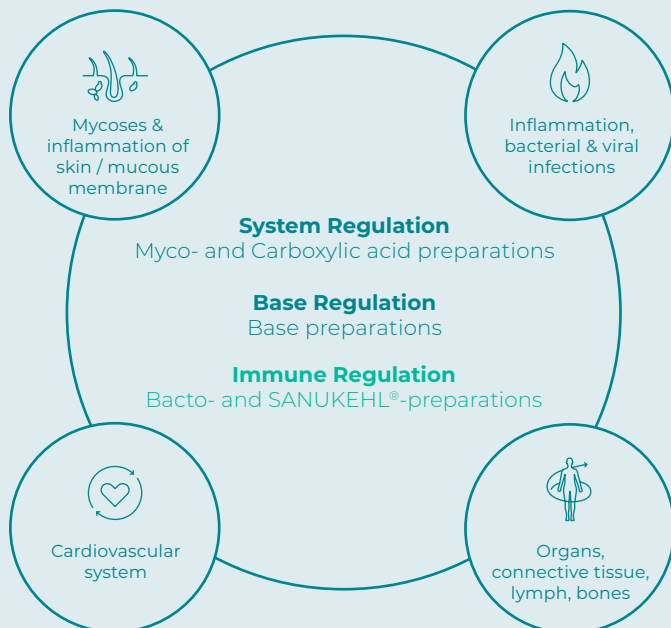 Mycoses &
inflammation of
skin / mucous
membrane
Inflammation,
bacterial & viral
infections
System Regulation
Myco- and Carboxylic acid preparations
Base Regulation
Base preparations
Immune Regulation
Bacto- and SANUKEHL®-preparations
Cardiovascular
system
Organs,
connective tissue,
lymph, bones